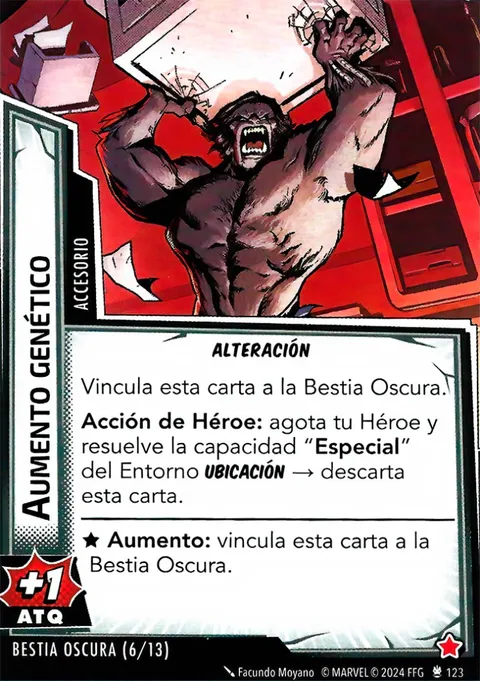 AUMENTO GENÉTICO
ACCESORIO
ALTERACIÓN
Vincula esta carta a la Bestia Oscura.
Acción de Héroe: agota tu Héroe y
resuelve la capacidad “Especial”
del Entorno UBICACIÓN → descarta
esta carta.
★ Aumento: vincula esta carta a la
Bestia Oscura.
+1
ATQ
BESTIA OSCURA (6/13)
Facundo Moyano © MARVEL © 2024 FFG 123